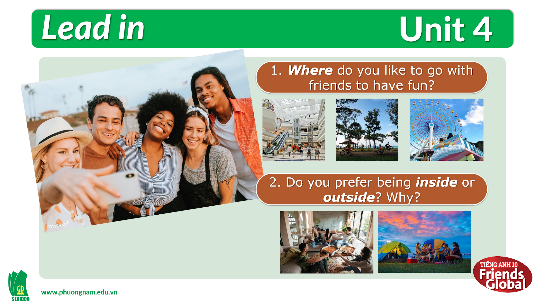 Lead in
Unit 4
1. Where do you like to go with
friends to have fun?
2. Do you prefer being inside or
outside? Why?
www.phuongnam.edu.vn
TIẾNG ANH 10
Friends
Global